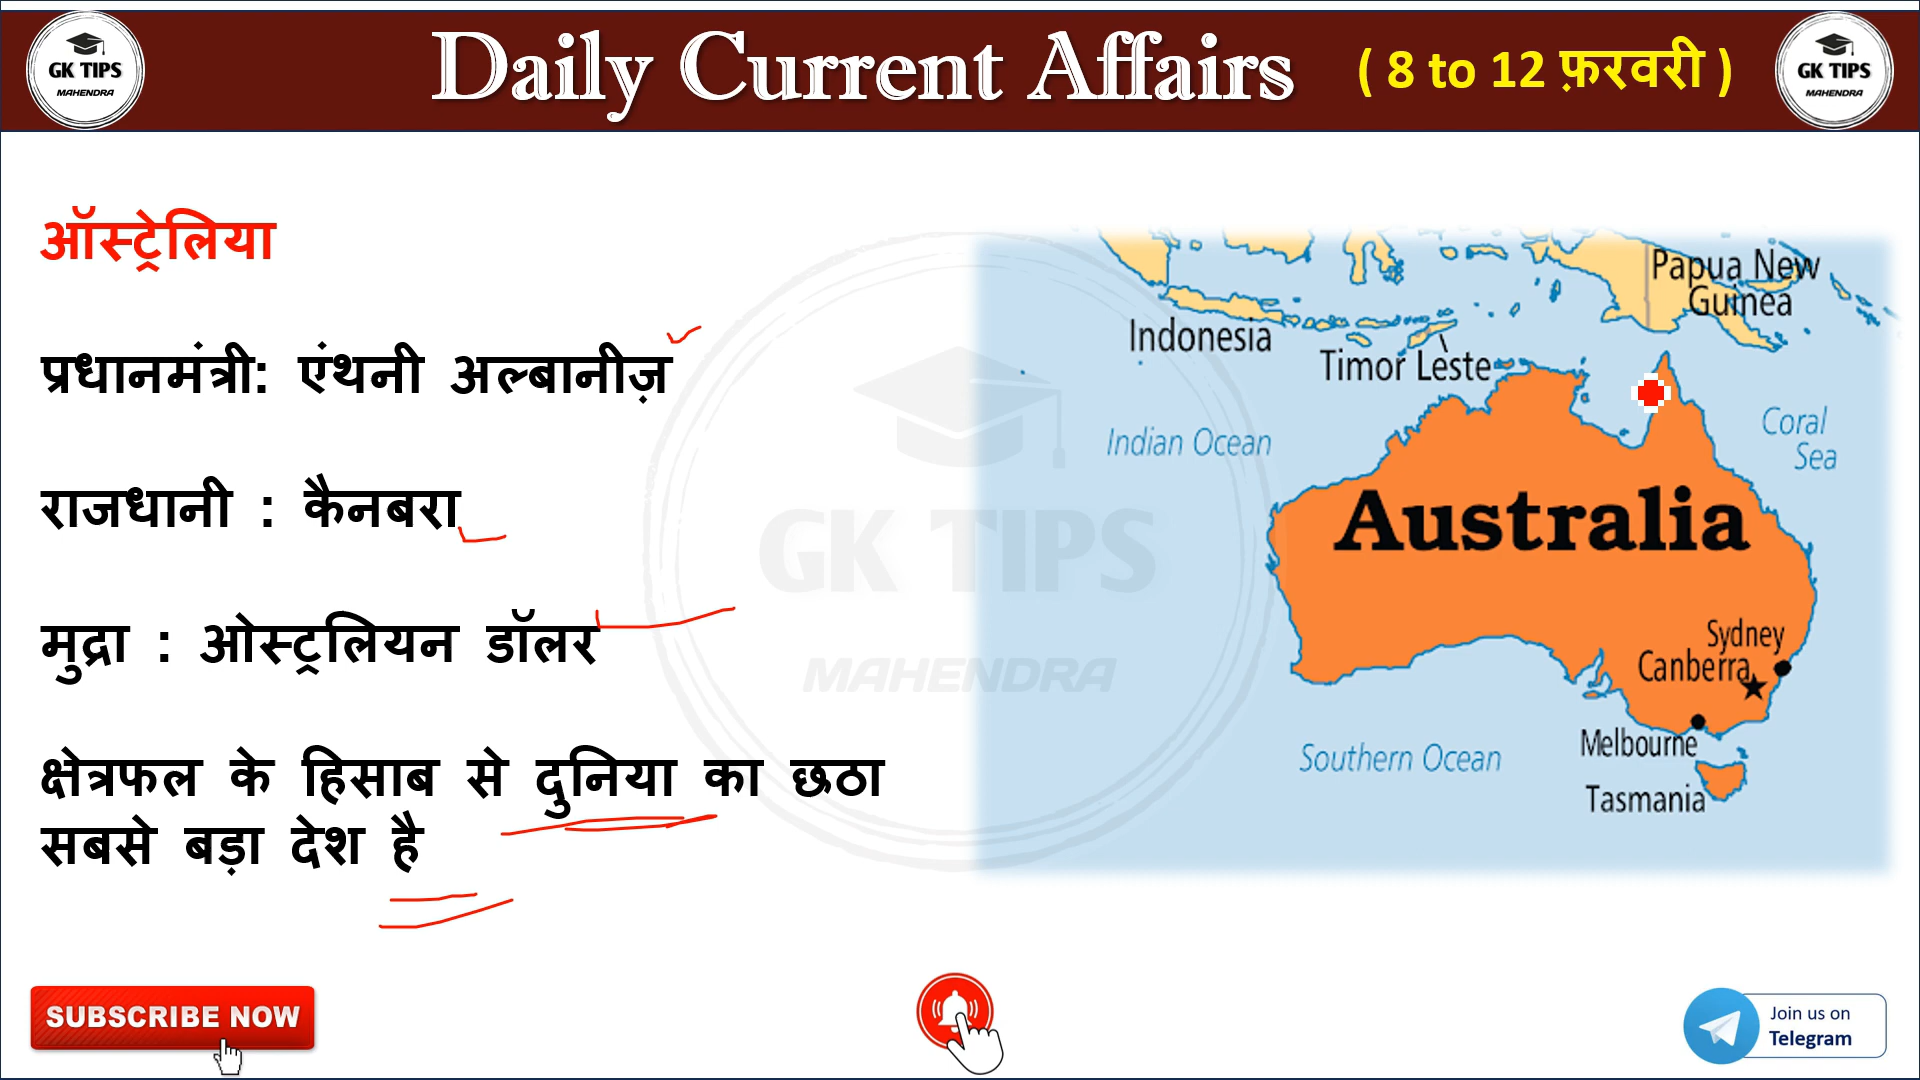 GK TIPS
MAHENDRA
Daily Current Affairs
( 8 to 12 फ़रवरी )
GK TIPS
MAHENDRA
ऑस्ट्रेलिया
प्रधानमंत्री: एंथनी अल्बानीज़
राजधानी : कैनबरा
मुद्रा : ओस्ट्रलियन डॉलर
क्षेत्रफल के हिसाब से दुनिया का छठा
सबसे बड़ा देश है
GK TIPS
MAHENDRA
Papua New
Guinea
Indonesia
Timor Leste
Indian Ocean
Coral
Sea
Australia
Sydney
Canberra
Melbourne
Southern Ocean
Tasmania
SUBSCRIBE NOW
Join us on
Telegram